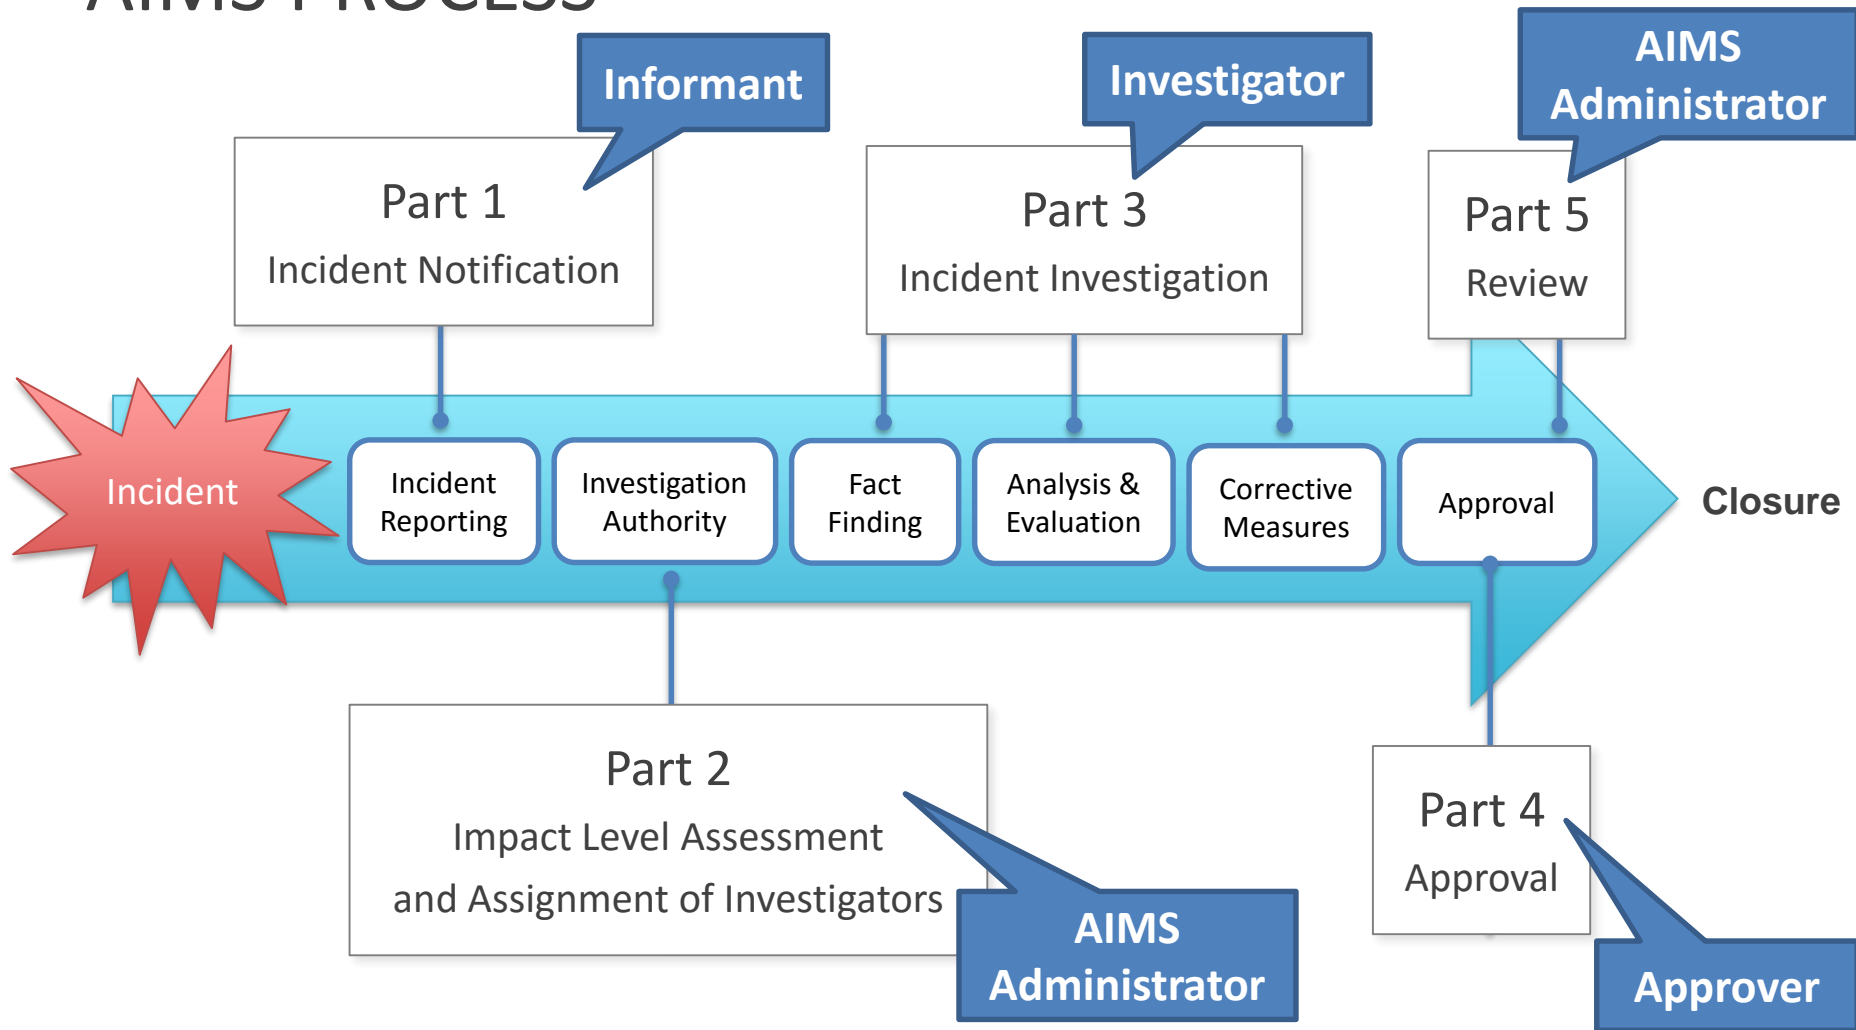 AIMS PROCESS
Informant
Investigator
AIMS
Administrator
Part 1
Incident Notification
Part 3
Incident Investigation
Part 5
Review
Incident
Incident
Reporting
Investigation
Authority
Fact
Finding
Analysis &
Evaluation
Corrective
Measures
Approval
Closure
Part 2
Impact Level Assessment
and Assignment of Investigators
AIMS
Administrator
Part 4
Approval
Approver